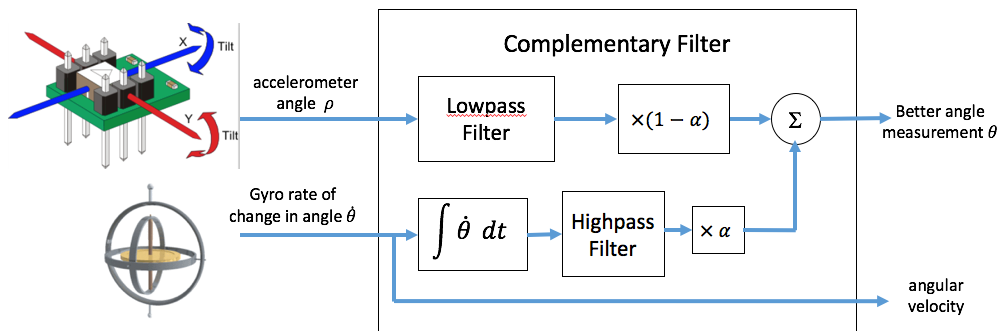 Complementary Filter
X
Tilt
Y
Tilt
accelerometer
angle ρ
Lowpass
Filter
×(1 − α)
Σ
Better angle
measurement θ
Gyro rate of
change in angle θ̇
∫ θ̇ dt
Highpass
Filter
× α
angular
velocity